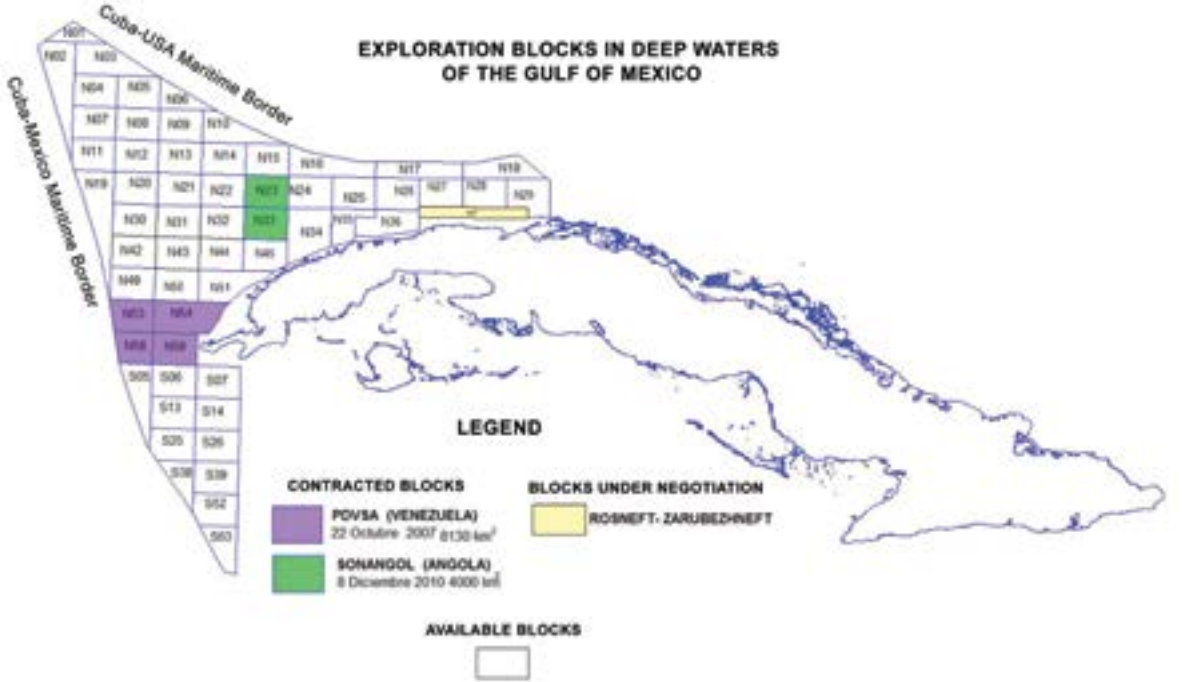 Cuba-USA Maritime Border
EXPLORATION BLOCKS IN DEEP WATERS
OF THE GULF OF MEXICO
Cuba-Mexico Maritime Border
N01
N02 N03
N04 N05 N06
N07 N08 N09 N10
N11 N12 N13 N14 N15 N16 N17 N18
N19 N20 N21 N22 N23 N24 N25 N26 N27 N28 N29
N30 N31 N32 N33 N34 N35 N36
N42 N43 N44 N45
N49 N50 N51
N53 N54
N58 N59
S05 S06 S07
S13 S14
S25 S26
S38 S39
S52
S63
LEGEND
CONTRACTED BLOCKS
PDVSA (VENEZUELA)
22 Octubre 2007 8130 km²
SONANGOL (ANGOLA)
8 Diciembre 2010 4000 km²
BLOCKS UNDER NEGOTIATION
ROSNEFT- ZARUBEZHNEFT
AVAILABLE BLOCKS